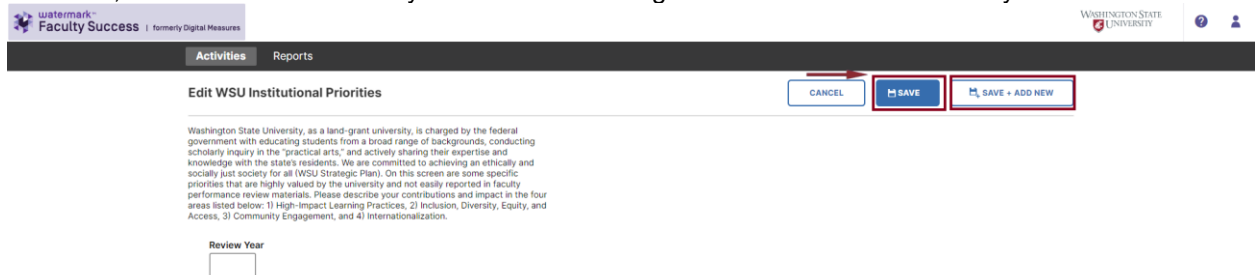 watermark™
Faculty Success | formerly Digital Measures
WASHINGTON STATE
UNIVERSITY
Activities Reports
Edit WSU Institutional Priorities
CANCEL SAVE SAVE + ADD NEW
Washington State University, as a land-grant university, is charged by the federal
government with educating students from a broad range of backgrounds, conducting
scholarly inquiry in the "practical arts," and actively sharing their expertise and
knowledge with the state's residents. We are committed to achieving an ethically and
socially just society for all (WSU Strategic Plan). On this screen are some specific
priorities that are highly valued by the university and not easily reported in faculty
performance review materials. Please describe your contributions and impact in the four
areas listed below: 1) High-Impact Learning Practices, 2) Inclusion, Diversity, Equity, and
Access, 3) Community Engagement, and 4) Internationalization.
Review Year